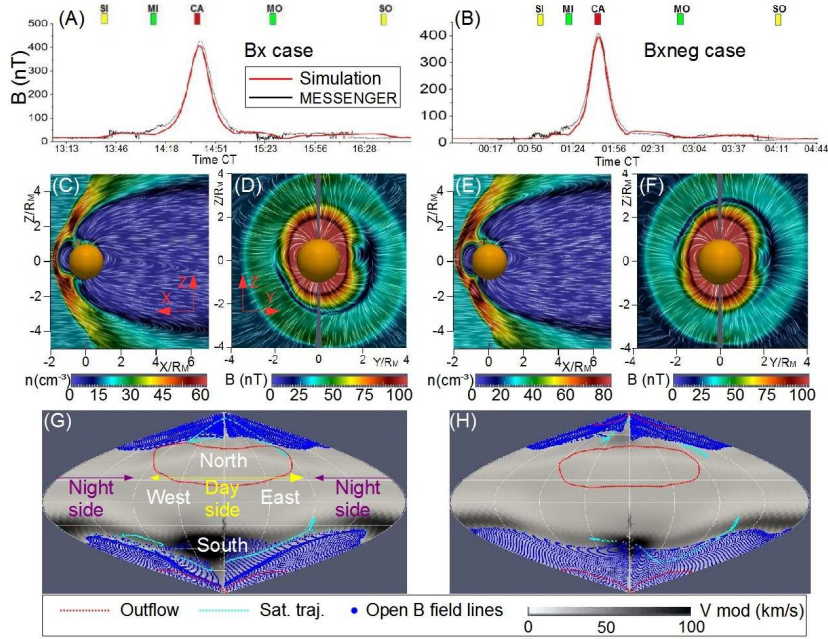 (A) SI MI CA MO SO
B (nT)
500
400
300
200
100
0
Bx case
Simulation
MESSENGER
13:13 13:46 14:18 14:51 15:23 15:56 16:28
Time CT
(B) SI MI CA MO SO
400
300
200
100
0
Bxneg case
00:17 00:50 01:24 01:56 02:31 03:04 03:37 04:11 04:44
Time CT
(C)
Z/RM
4
2
0
-2
-4
Z
X
-2 0 2 4 6
X/RM
n(cm-3) 0 15 30 45 60
(D)
Z/RM
4
2
0
-2
-4
Z
Y
-4 -2 0 2 4
Y/RM
B (nT) 0 25 50 75 100
(E)
Z/RM
4
2
0
-2
-4
-2 0 2 4 6
X/RM
n(cm-3) 0 20 40 60 80
(F)
Z/RM
4
2
0
-2
-4
-4 -2 0 2 4
Y/RM
B (nT) 0 25 50 75 100
(G)
North
Night side
West
Day side
East
Night side
South
(H)
Outflow Sat. traj. Open B field lines V mod (km/s)
0 50 100